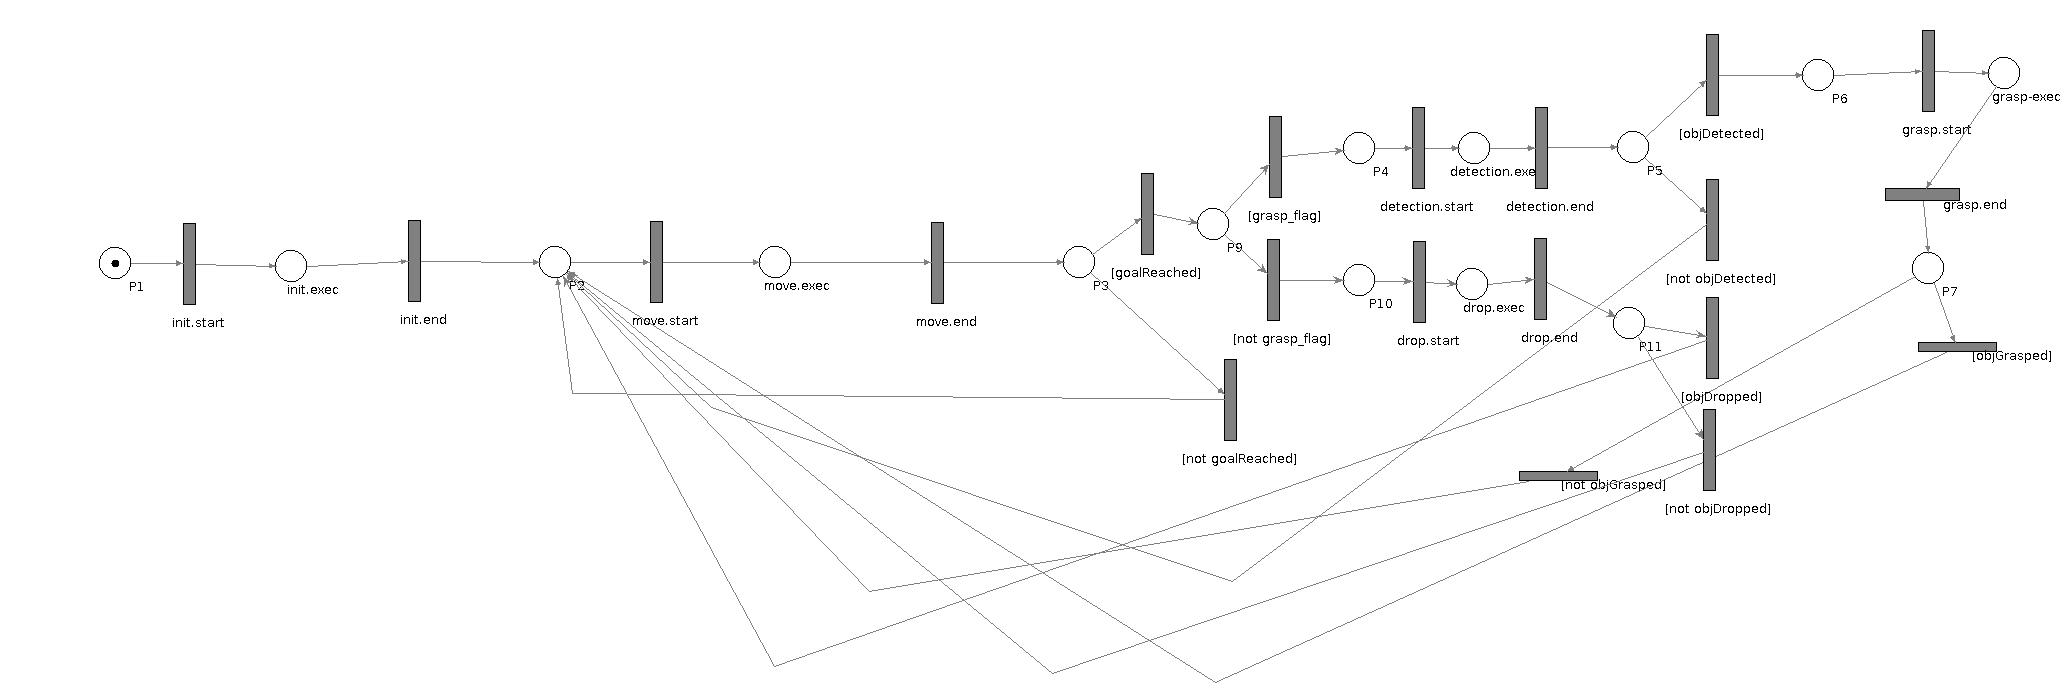 P1
init.start
init.exec
init.end
P2
move.start
move.exec
move.end
P3
[goalReached]
[not goalReached]
P9
[grasp_flag]
[not grasp_flag]
P4
detection.start
detection.exe
detection.end
P10
drop.start
drop.exec
drop.end
P5
P11
[objDetected]
[not objDetected]
[objDropped]
[not objDropped]
P6
grasp.start
grasp-exec
grasp.end
P7
[objGrasped]
[not objGrasped]